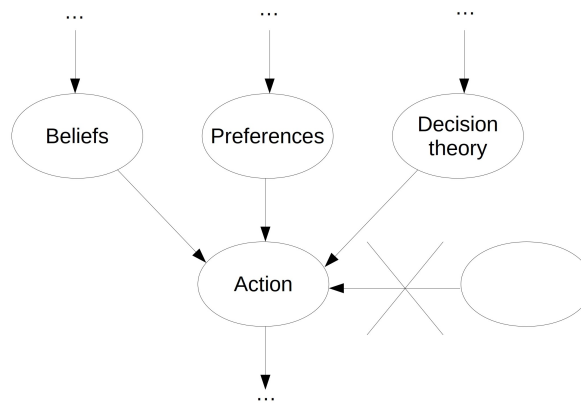 ...
...
...
Beliefs
Preferences
Decision
theory
Action
...